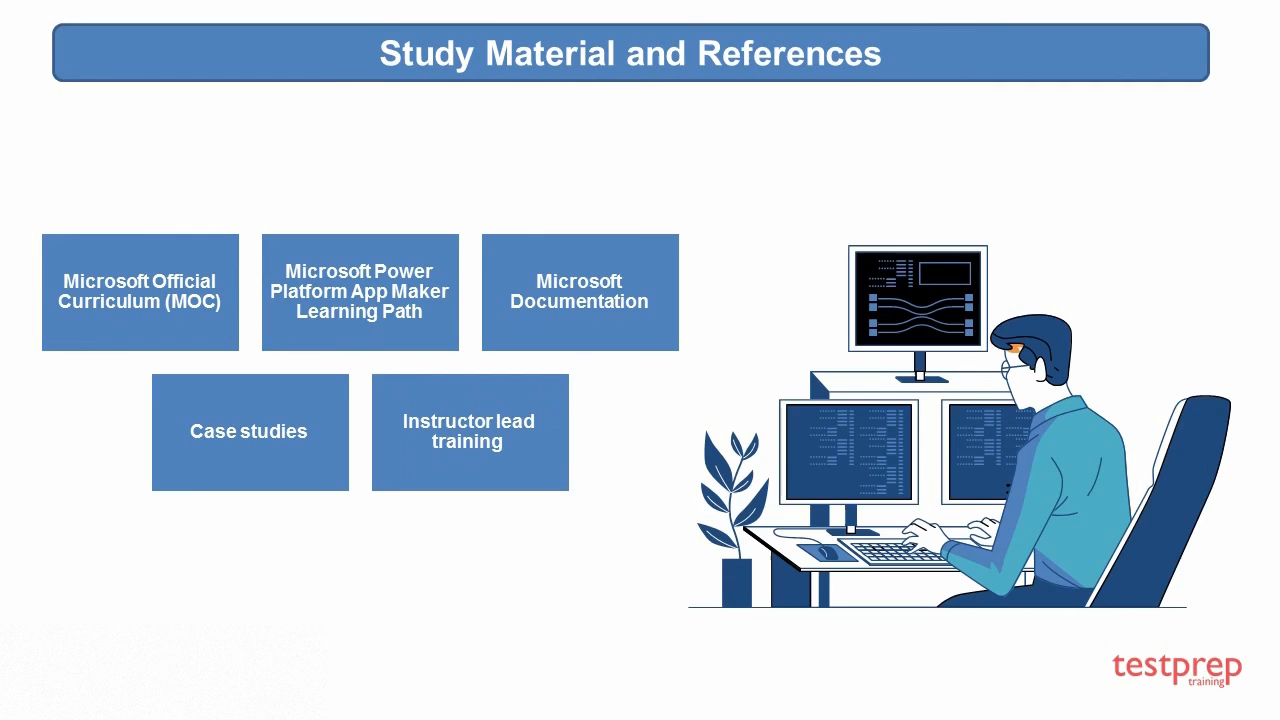 Study Material and References
Microsoft Official
Curriculum (MOC)
Microsoft Power
Platform App Maker
Learning Path
Microsoft
Documentation
Case studies
Instructor lead
training
testprep
training